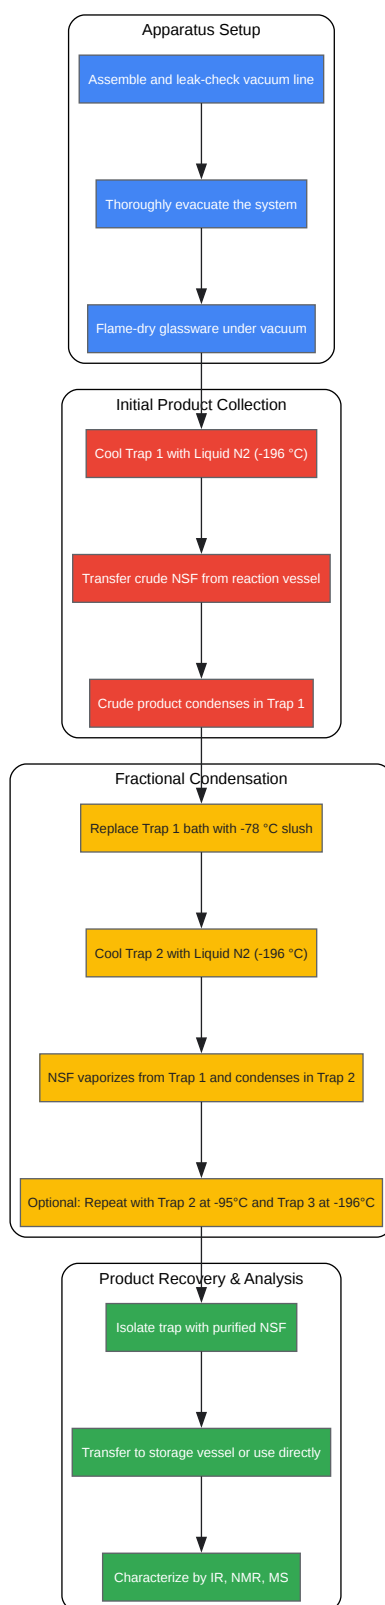 Apparatus Setup
Assemble and leak-check vacuum line
Thoroughly evacuate the system
Flame-dry glassware under vacuum
Initial Product Collection
Cool Trap 1 with Liquid N2 (-196 °C)
Transfer crude NSF from reaction vessel
Crude product condenses in Trap 1
Fractional Condensation
Replace Trap 1 bath with -78 °C slush
Cool Trap 2 with Liquid N2 (-196 °C)
NSF vaporizes from Trap 1 and condenses in Trap 2
Optional: Repeat with Trap 2 at -95°C and Trap 3 at -196°C
Product Recovery & Analysis
Isolate trap with purified NSF
Transfer to storage vessel or use directly
Characterize by IR, NMR, MS